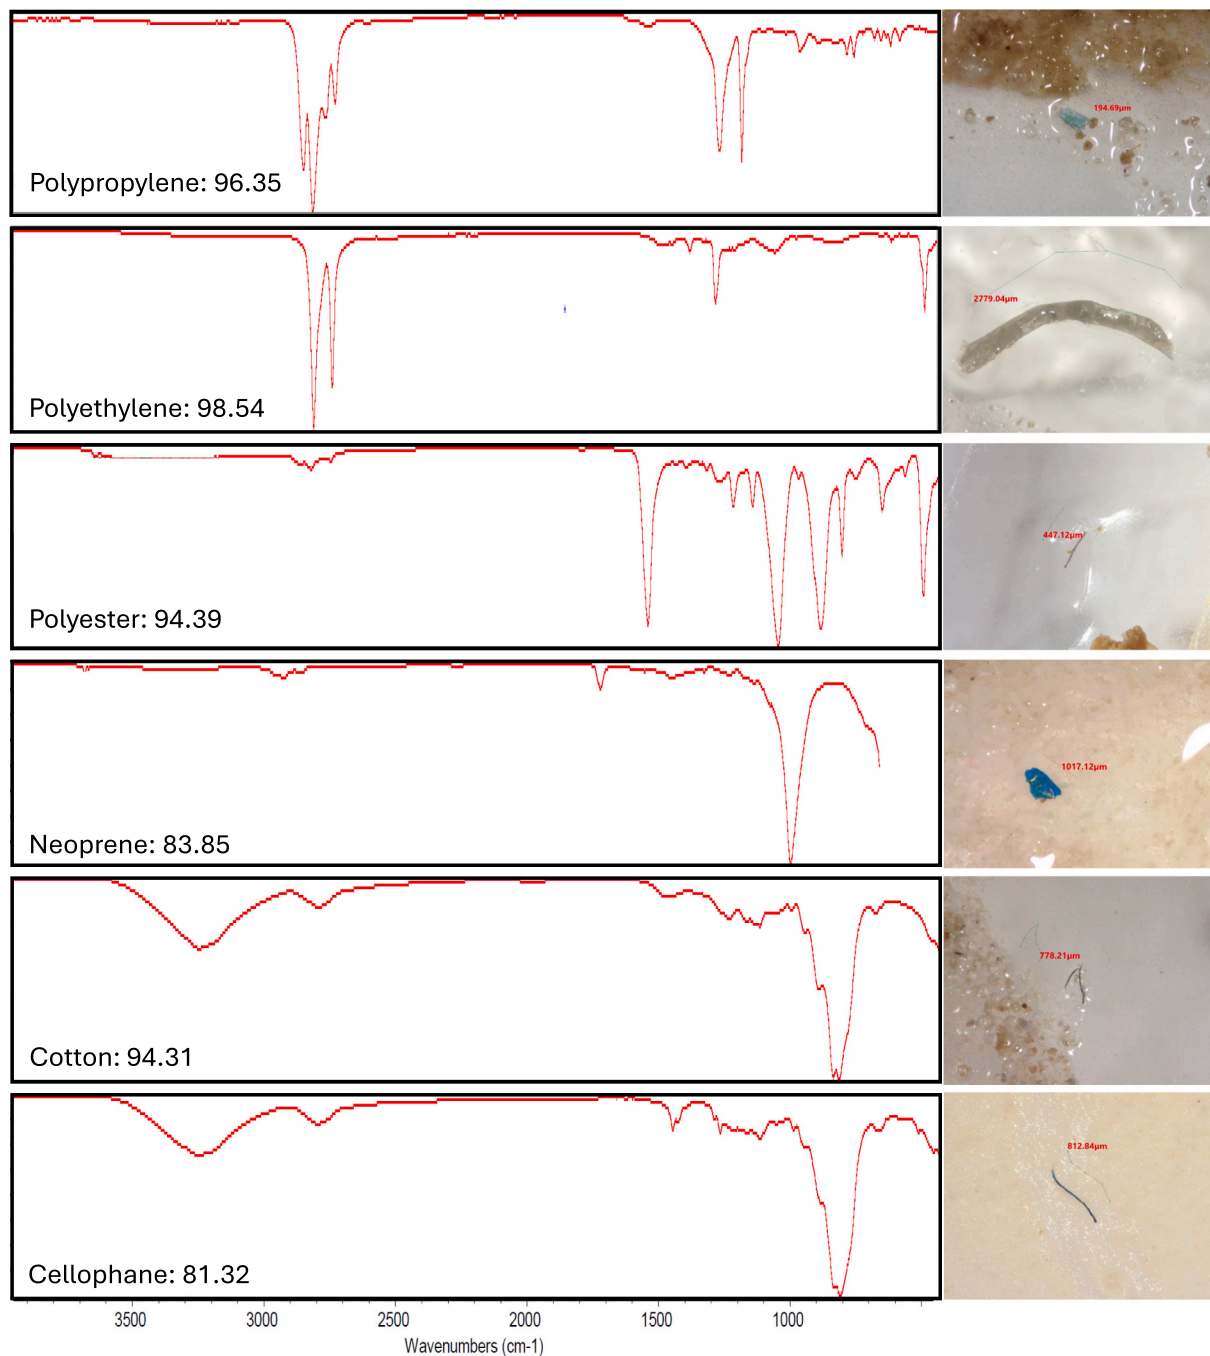 Polypropylene: 96.35
194.69μm
Polyethylene: 98.54
2779.04μm
Polyester: 94.39
447.12μm
Neoprene: 83.85
1017.12μm
Cotton: 94.31
778.21μm
Cellophane: 81.32
812.84μm
3500 3000 2500 2000 1500 1000
Wavenumbers (cm-1)